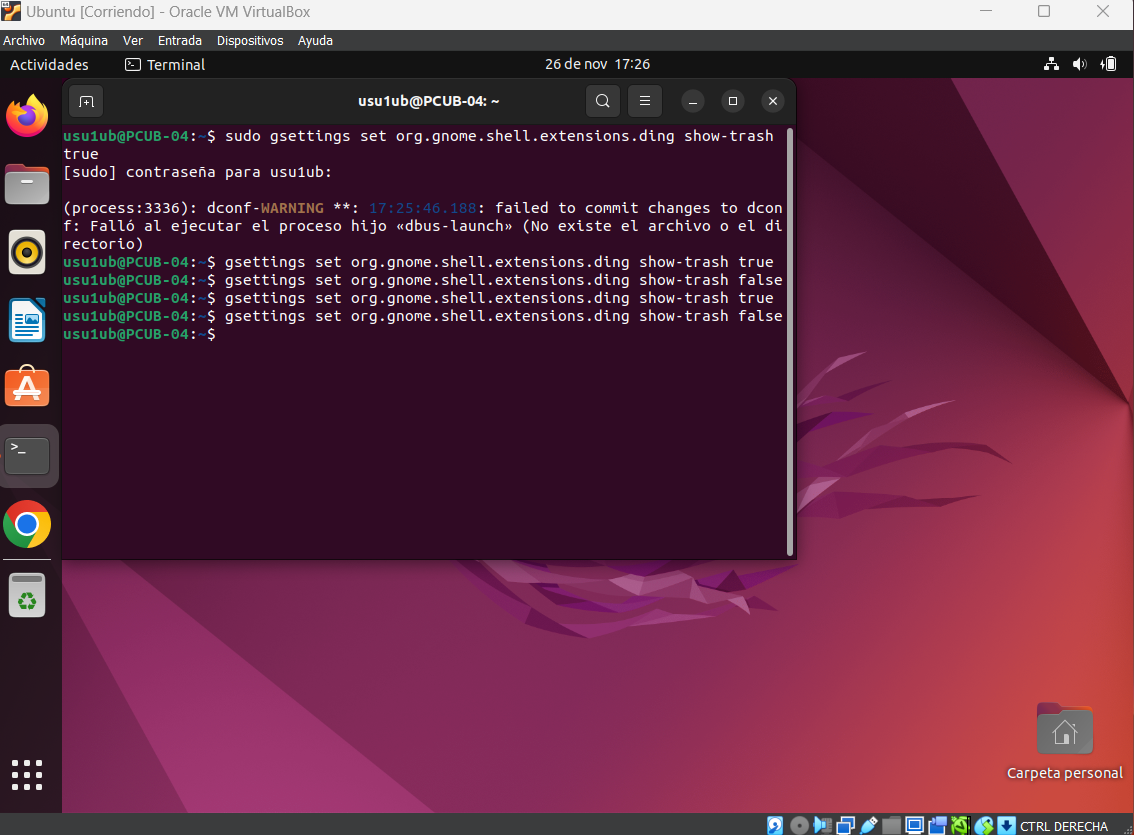 Ubuntu [Corriendo] - Oracle VM VirtualBox
Archivo Máquina Ver Entrada Dispositivos Ayuda
Actividades Terminal 26 de nov 17:26
usu1ub@PCUB-04: ~
usu1ub@PCUB-04:~$ sudo gsettings set org.gnome.shell.extensions.ding show-trash
true
[sudo] contraseña para usu1ub:
(process:3336): dconf-WARNING **: 17:25:46.188: failed to commit changes to dcon
f: Falló al ejecutar el proceso hijo «dbus-launch» (No existe el archivo o el di
rectorio)
usu1ub@PCUB-04:~$ gsettings set org.gnome.shell.extensions.ding show-trash true
usu1ub@PCUB-04:~$ gsettings set org.gnome.shell.extensions.ding show-trash false
usu1ub@PCUB-04:~$ gsettings set org.gnome.shell.extensions.ding show-trash true
usu1ub@PCUB-04:~$ gsettings set org.gnome.shell.extensions.ding show-trash false
usu1ub@PCUB-04:~$
Carpeta personal
CTRL DERECHA